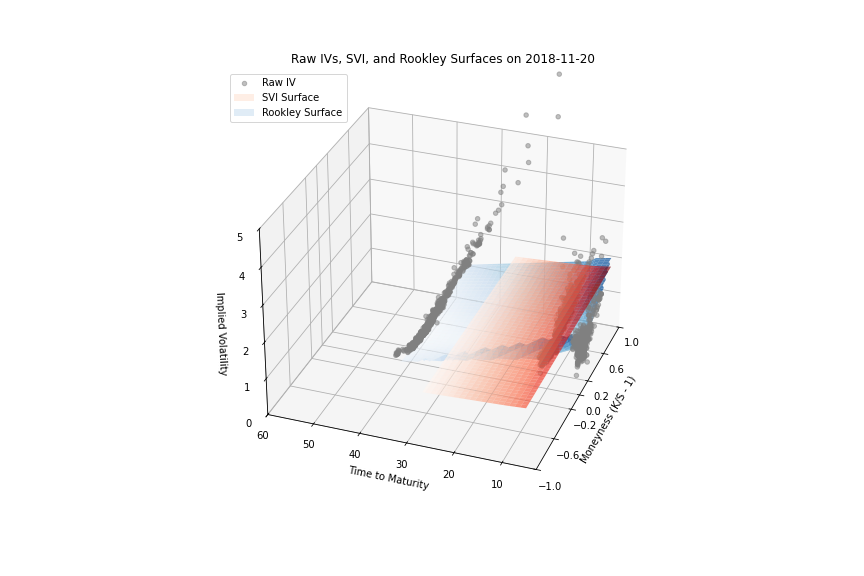 Raw IVs, SVI, and Rookley Surfaces on 2018-11-20
Raw IV
SVI Surface
Rookley Surface
5
4
3
2
1
0
Implied Volatility
60
50
40
30
20
10
Time to Maturity
1.0
0.6
0.2
0.0
−0.2
−0.6
−1.0
Moneyness (K/S - 1)